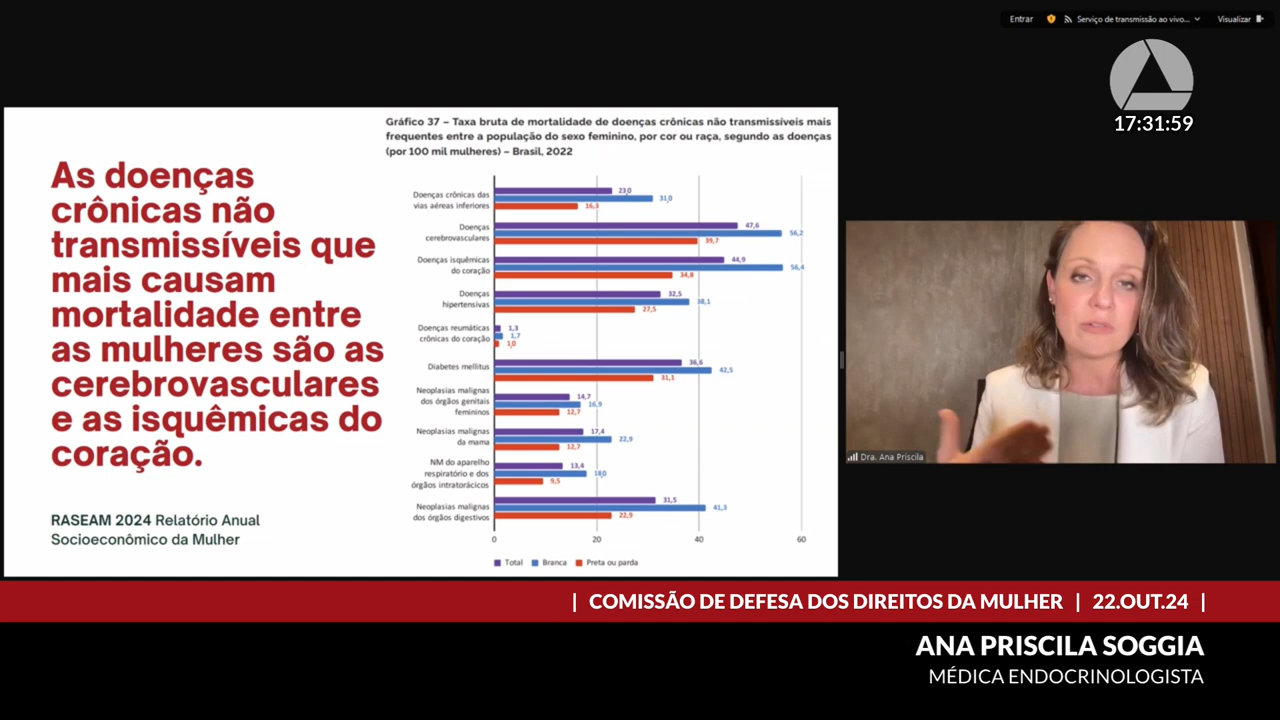 Entrar
Serviço de transmissão ao vivo...
Visualizar
17:31:59
As doenças
crônicas não
transmissíveis que
mais causam
mortalidade entre
as mulheres são as
cerebrovasculares
e as isquêmicas do
coração.
RASEAM 2024 Relatório Anual
Socioeconômico da Mulher
Gráfico 37 – Taxa bruta de mortalidade de doenças crônicas não transmissíveis mais
frequentes entre a população do sexo feminino, por cor ou raça, segundo as doenças
(por 100 mil mulheres) – Brasil, 2022
Doenças crônicas das
vias aéreas inferiores
23,0
31,0
16,3
Doenças
cerebrovasculares
47,6
56,2
39,7
Doenças isquêmicas
do coração
44,9
56,4
34,8
Doenças
hipertensivas
32,5
38,1
27,5
Doenças reumáticas
crônicas do coração
1,3
1,7
1,0
Diabetes mellitus
36,6
42,5
31,1
Neoplasias malignas
dos órgãos genitais
femininos
14,7
16,9
12,7
Neoplasias malignas
da mama
17,4
22,9
12,7
NM do aparelho
respiratório e dos
órgãos intratorácicos
13,4
18,0
9,5
Neoplasias malignas
dos órgãos digestivos
31,5
41,3
22,9
0 20 40 60
Total Branca Preta ou parda
Dra. Ana Priscila
| COMISSÃO DE DEFESA DOS DIREITOS DA MULHER | 22.OUT.24 |
ANA PRISCILA SOGGIA
MÉDICA ENDOCRINOLOGISTA